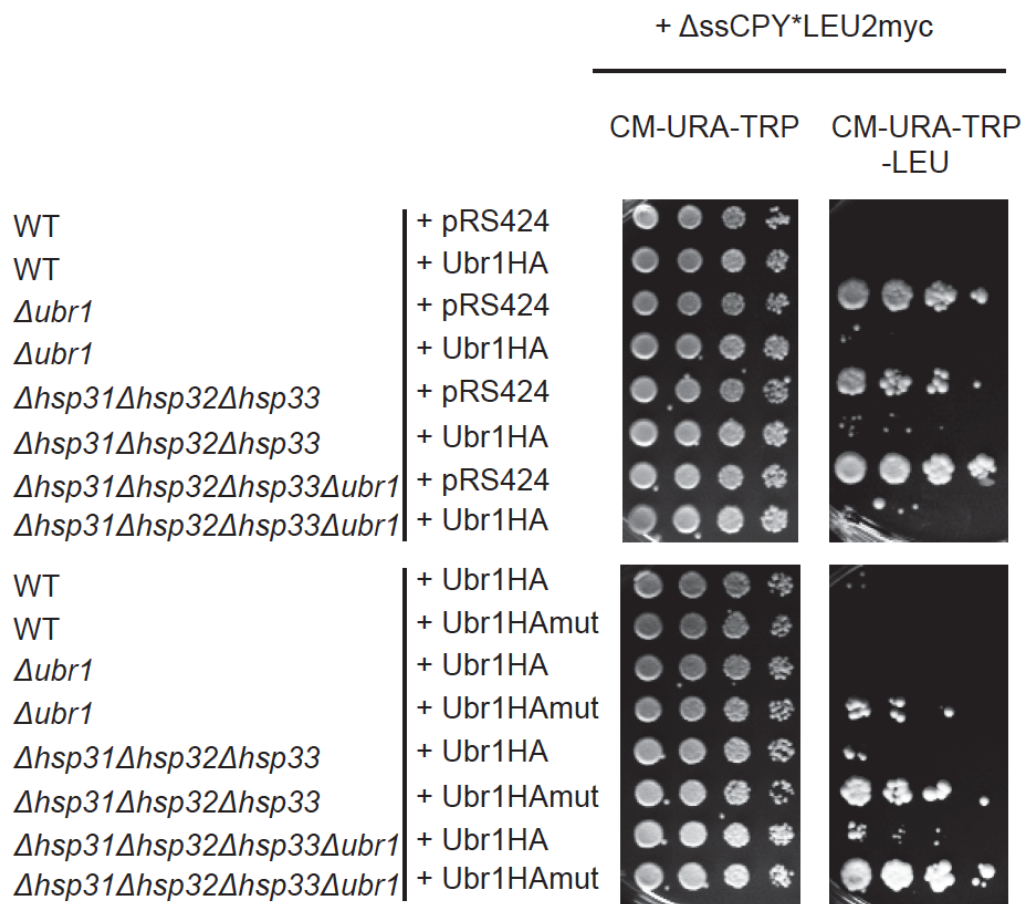 + ΔssCPY*LEU2myc
CM-URA-TRP CM-URA-TRP
-LEU
WT + pRS424
WT + Ubr1HA
Δubr1 + pRS424
Δubr1 + Ubr1HA
Δhsp31Δhsp32Δhsp33 + pRS424
Δhsp31Δhsp32Δhsp33 + Ubr1HA
Δhsp31Δhsp32Δhsp33Δubr1 + pRS424
Δhsp31Δhsp32Δhsp33Δubr1 + Ubr1HA
WT + Ubr1HA
WT + Ubr1HAmut
Δubr1 + Ubr1HA
Δubr1 + Ubr1HAmut
Δhsp31Δhsp32Δhsp33 + Ubr1HA
Δhsp31Δhsp32Δhsp33 + Ubr1HAmut
Δhsp31Δhsp32Δhsp33Δubr1 + Ubr1HA
Δhsp31Δhsp32Δhsp33Δubr1 + Ubr1HAmut